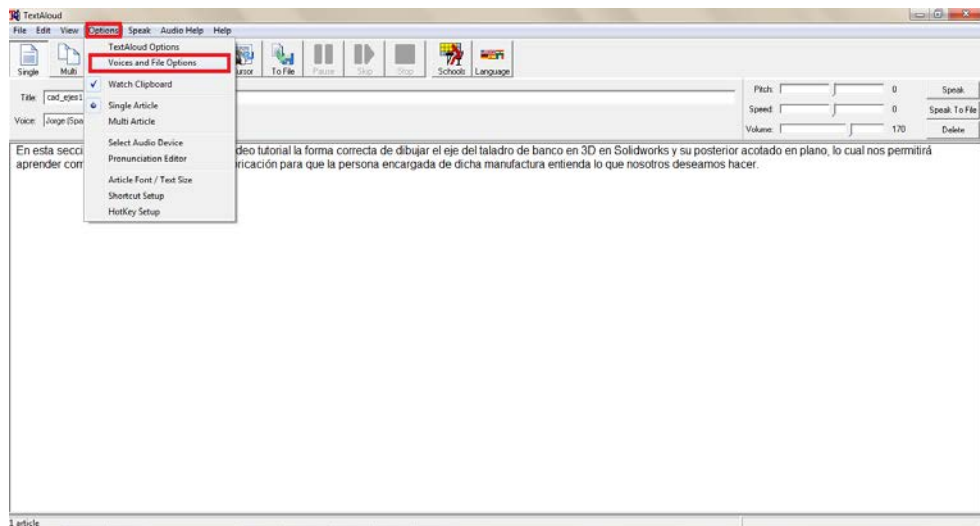 TextAloud
File Edit View Options Speak Audio Help Help
TextAloud Options
Voices and File Options
Watch Clipboard
Single Article
Multi Article
Select Audio Device
Pronunciation Editor
Article Font / Text Size
Shortcut Setup
HotKey Setup
Single Multi To File Pause Skip Stop Schools Language
Title: cad_ejes1
Voice: Jorge (Spa
Pitch: 0 Speak
Speed: 0 Speak To File
Volume: 170 Delete
En esta secci deo tutorial la forma correcta de dibujar el eje del taladro de banco en 3D en Solidworks y su posterior acotado en plano, lo cual nos permitirá
aprender com ricación para que la persona encargada de dicha manufactura entienda lo que nosotros deseamos hacer.
1 article